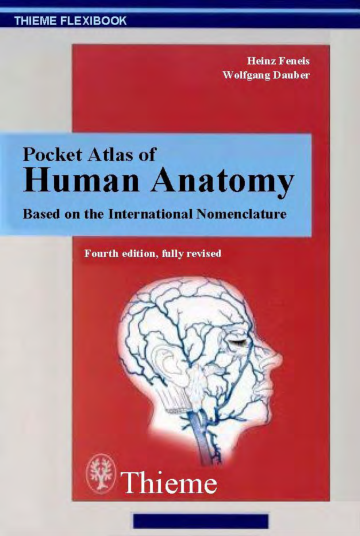 THIEME FLEXIBOOK
Heinz Feneis
Wolfgang Dauber
Pocket Atlas of
Human Anatomy
Based on the International Nomenclature
Fourth edition, fully revised
Thieme